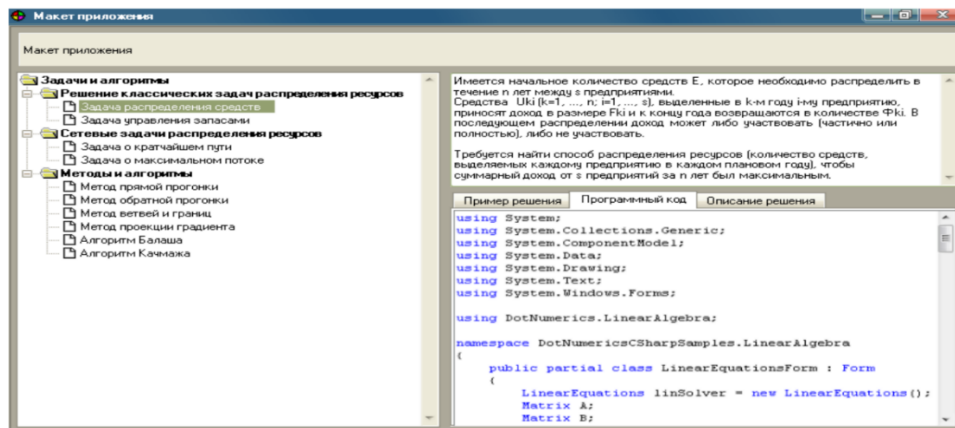 Макет приложения
Макет приложения
Задачи и алгоритмы
Решение классических задач распределения ресурсов
Задача распределения средств
Задача управления запасами
Сетевые задачи распределения ресурсов
Задача о кратчайшем пути
Задача о максимальном потоке
Методы и алгоритмы
Метод прямой прогонки
Метод обратной прогонки
Метод ветвей и границ
Метод проекции градиента
Алгоритм Балаша
Алгоритм Качмажа
Имеется начальное количество средств E, которое необходимо распределить в
течение n лет между s предприятиями.
Средства Uki (k=1, ..., n; i=1, ..., s), выделенные в k-м году i-му предприятию,
приносят доход в размере Fki и к концу года возвращаются в количестве Фki. В
последующем распределении доход может либо участвовать (частично или
полностью), либо не участвовать.
Требуется найти способ распределения ресурсов (количество средств,
выделяемых каждому предприятию в каждом плановом году), чтобы
суммарный доход от s предприятий за n лет был максимальным.
Пример решения Программный код Описание решения
using System;
using System.Collections.Generic;
using System.ComponentModel;
using System.Data;
using System.Drawing;
using System.Text;
using System.Windows.Forms;
using DotNumerics.LinearAlgebra;
namespace DotNumericsCSharpSamples.LinearAlgebra
{
public partial class LinearEquationsForm : Form
{
LinearEquations linSolver = new LinearEquations();
Matrix A;
Matrix B;